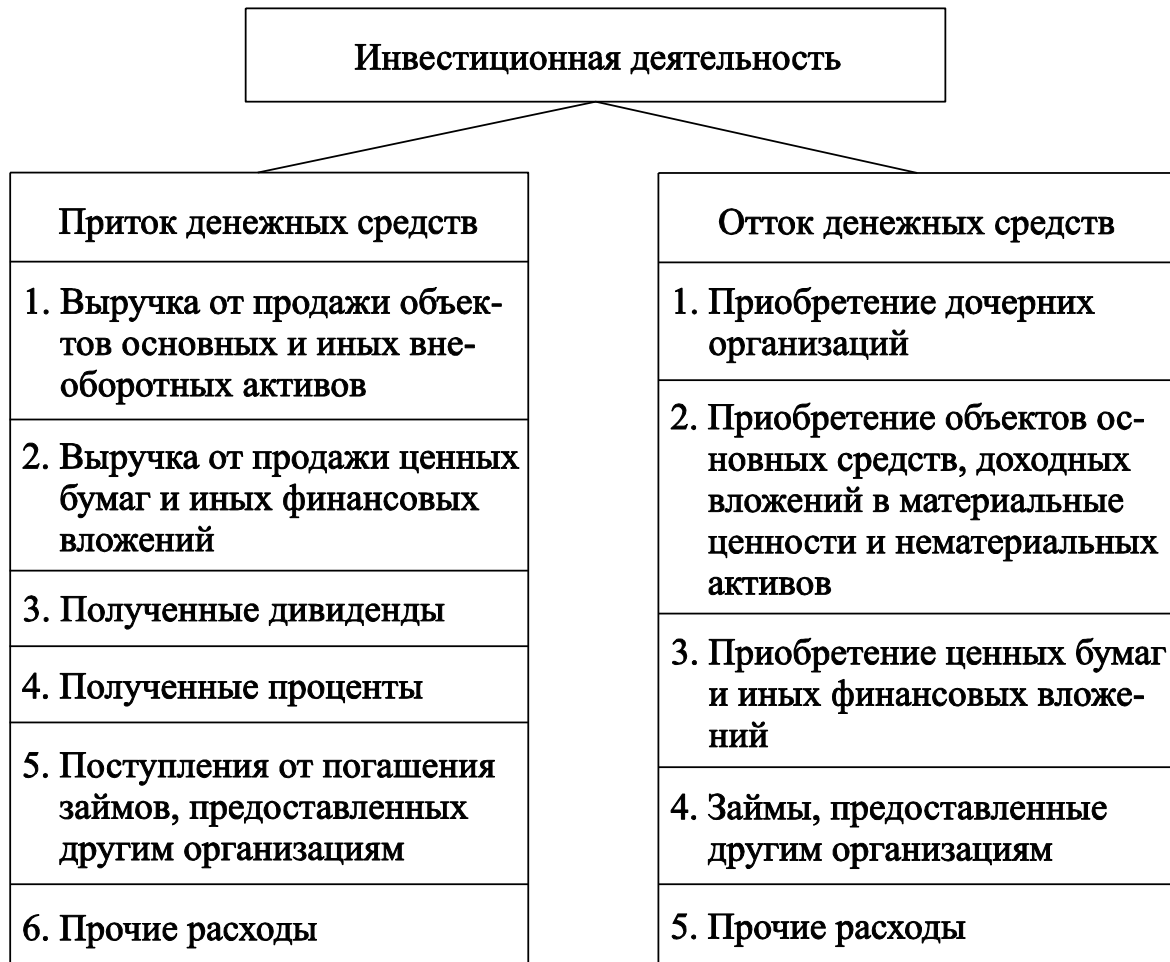 Инвестиционная деятельность
Приток денежных средств
1. Выручка от продажи объек-
тов основных и иных вне-
оборотных активов
2. Выручка от продажи ценных
бумаг и иных финансовых
вложений
3. Полученные дивиденды
4. Полученные проценты
5. Поступления от погашения
займов, предоставленных
другим организациям
6. Прочие расходы
Отток денежных средств
1. Приобретение дочерних
организаций
2. Приобретение объектов ос-
новных средств, доходных
вложений в материальные
ценности и нематериальных
активов
3. Приобретение ценных бумаг
и иных финансовых вложе-
ний
4. Займы, предоставленные
другим организациям
5. Прочие расходы